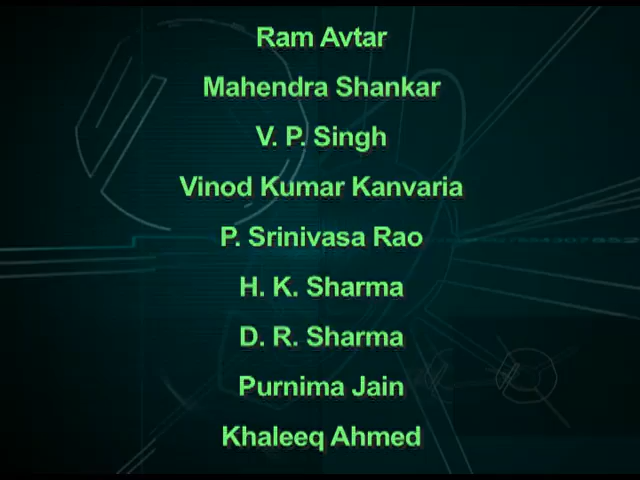 Ram Avtar
Mahendra Shankar
V. P. Singh
Vinod Kumar Kanvaria
P. Srinivasa Rao
H. K. Sharma
D. R. Sharma
Purnima Jain
Khaleeq Ahmed